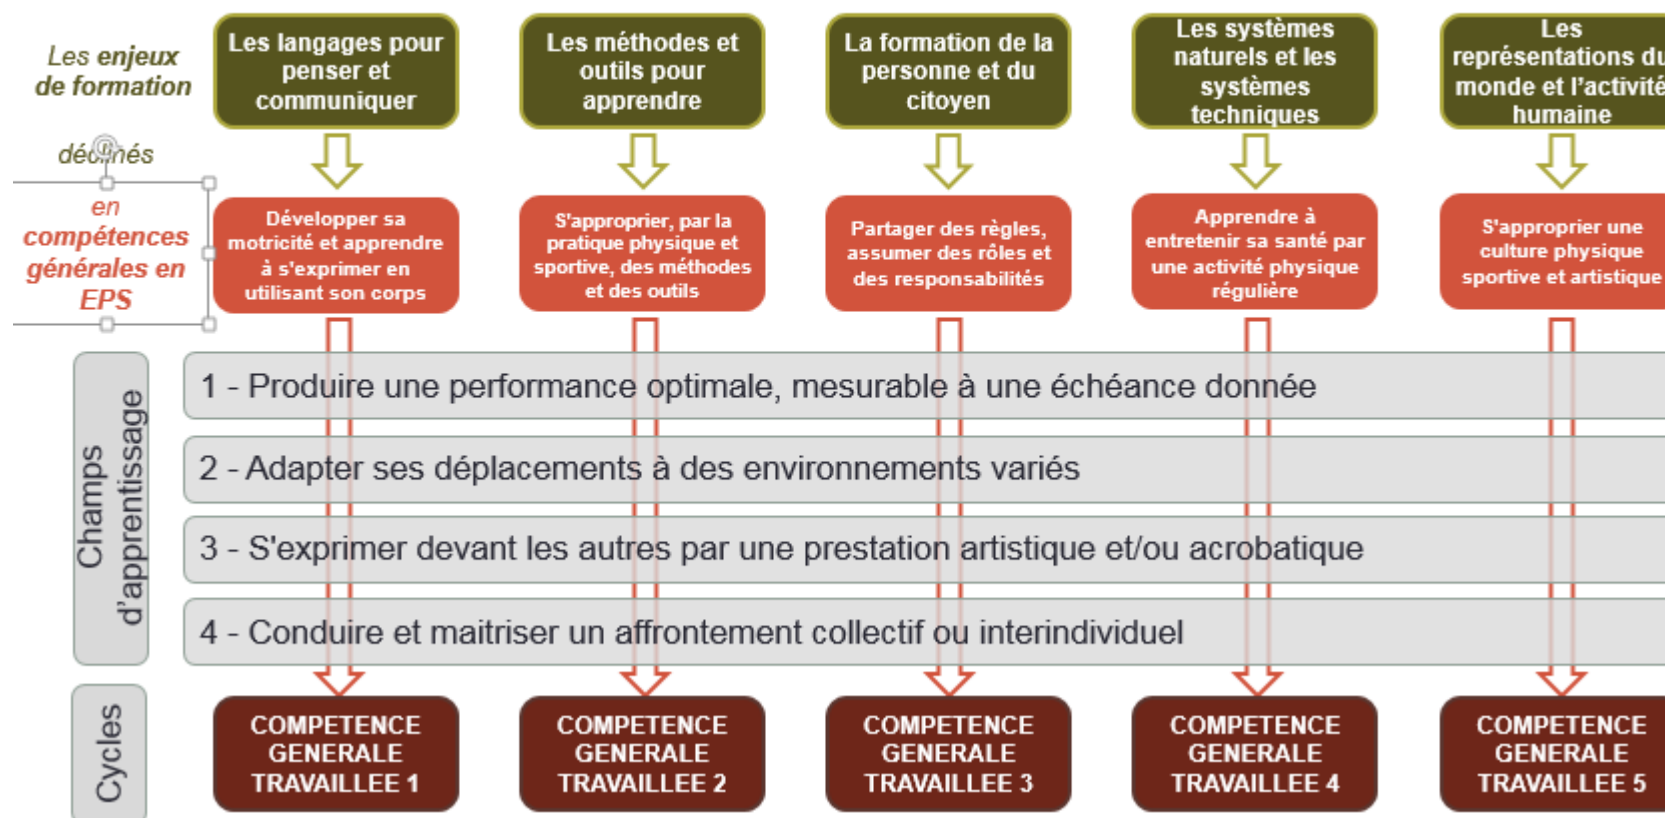 Les enjeux
de formation
Les langages pour
penser et
communiquer
Les méthodes et
outils pour
apprendre
La formation de la
personne et du
citoyen
Les systèmes
naturels et les
systèmes
techniques
Les
représentations du
monde et l'activité
humaine
déclinés
en
compétences
générales en
EPS
Développer sa
motricité et apprendre
à s'exprimer en
utilisant son corps
S'approprier, par la
pratique physique et
sportive, des méthodes
et des outils
Partager des règles,
assumer des rôles et
des responsabilités
Apprendre à
entretenir sa santé par
une activité physique
régulière
S'approprier une
culture physique
sportive et artistique
Champs
d'apprentissage
1 - Produire une performance optimale, mesurable à une échéance donnée
2 - Adapter ses déplacements à des environnements variés
3 - S'exprimer devant les autres par une prestation artistique et/ou acrobatique
4 - Conduire et maitriser un affrontement collectif ou interindividuel
Cycles
COMPETENCE
GENERALE
TRAVAILLEE 1
COMPETENCE
GENERALE
TRAVAILLEE 2
COMPETENCE
GENERALE
TRAVAILLEE 3
COMPETENCE
GENERALE
TRAVAILLEE 4
COMPETENCE
GENERALE
TRAVAILLEE 5